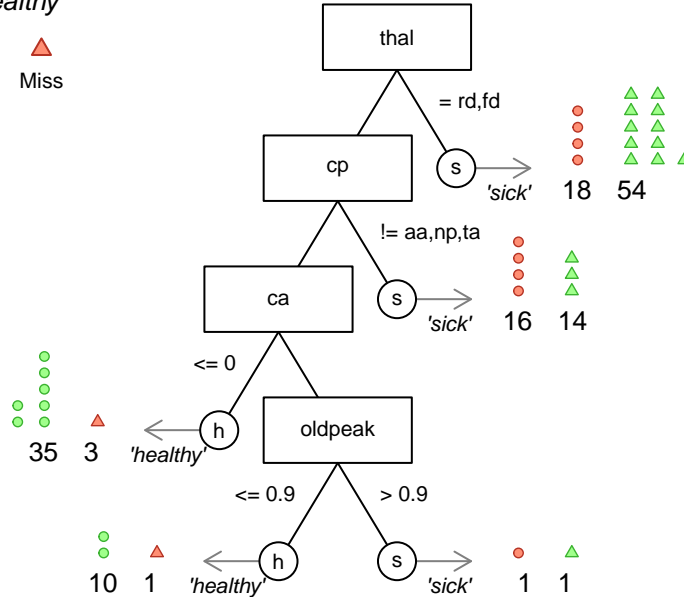 ealthy
Miss
thal
= rd,fd
cp
s
'sick'
18 54
!= aa,np,ta
ca
s
'sick'
16 14
<= 0
h
'healthy'
35 3
oldpeak
<= 0.9 > 0.9
h
'healthy'
10 1
s
'sick'
1 1